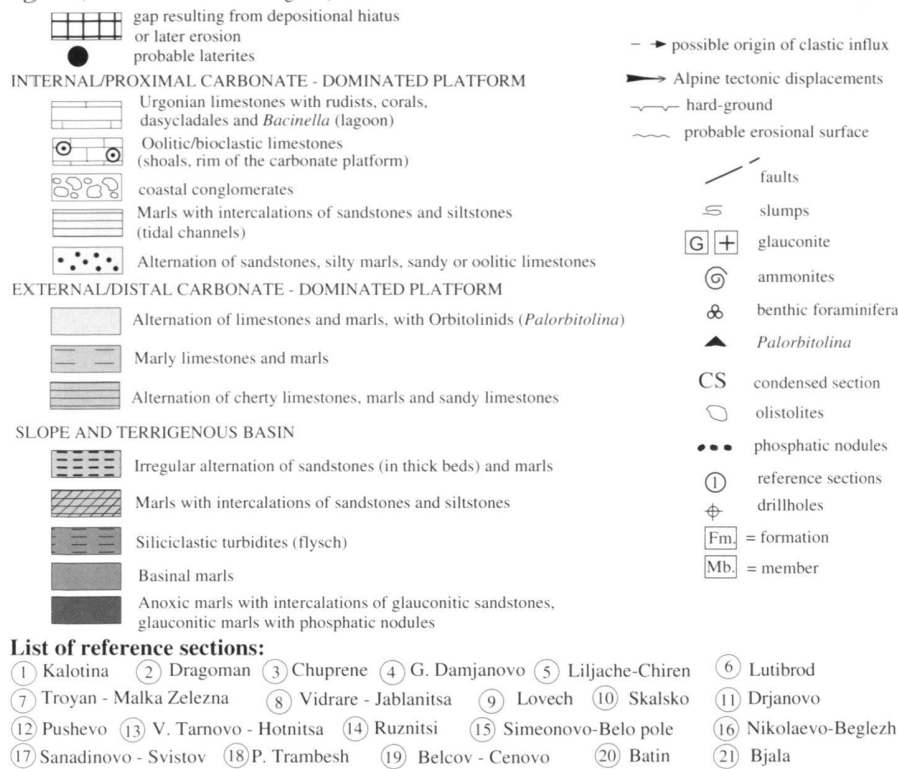 gap resulting from depositional hiatus
or later erosion
probable laterites
INTERNAL/PROXIMAL CARBONATE - DOMINATED PLATFORM
Urgonian limestones with rudists, corals,
dasycladales and Bacinella (lagoon)
Oolitic/bioclastic limestones
(shoals, rim of the carbonate platform)
coastal conglomerates
Marls with intercalations of sandstones and siltstones
(tidal channels)
Alternation of sandstones, silty marls, sandy or oolitic limestones
EXTERNAL/DISTAL CARBONATE - DOMINATED PLATFORM
Alternation of limestones and marls, with Orbitolinids (Palorbitolina)
Marly limestones and marls
Alternation of cherty limestones, marls and sandy limestones
SLOPE AND TERRIGENOUS BASIN
Irregular alternation of sandstones (in thick beds) and marls
Marls with intercalations of sandstones and siltstones
Siliciclastic turbidites (flysch)
Basinal marls
Anoxic marls with intercalations of glauconitic sandstones,
glauconitic marls with phosphatic nodules
possible origin of clastic influx
Alpine tectonic displacements
hard-ground
probable erosional surface
faults
slumps
G + glauconite
ammonites
benthic foraminifera
Palorbitolina
CS condensed section
olistolites
phosphatic nodules
1 reference sections
drillholes
Fm. = formation
Mb. = member
List of reference sections:
1 Kalotina 2 Dragoman 3 Chuprene 4 G. Damjanovo 5 Liljache-Chiren 6 Lutibrod
7 Troyan - Malka Zelezna 8 Vidrare - Jablanitsa 9 Lovech 10 Skalsko 11 Drjanovo
12 Pushevo 13 V. Tarnovo - Hotnitsa 14 Ruznitsi 15 Simeonovo-Belo pole 16 Nikolaevo-Beglezh
17 Sanadinovo - Svistov 18 P. Trambesh 19 Belcov - Cenovo 20 Batin 21 Bjala